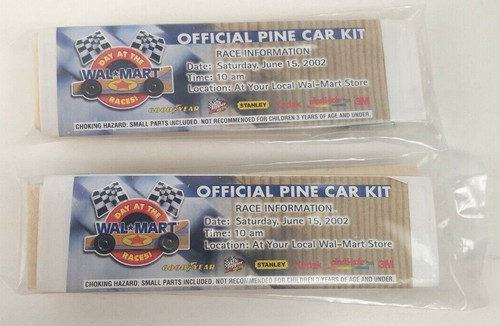 DAY AT THE
WAL★MART
RACES!
OFFICIAL PINE CAR KIT
RACE INFORMATION
Date: Saturday, June 15, 2002
Time: 10 am
Location: At Your Local Wal-Mart Store
GOODYEAR STANLEY 3M
CHOKING HAZARD: SMALL PARTS INCLUDED. NOT RECOMMENDED FOR CHILDREN 3 YEARS OF AGE AND UNDER.
DAY AT THE
WAL★MART
RACES!
OFFICIAL PINE CAR KIT
RACE INFORMATION
Date: Saturday, June 15, 2002
Time: 10 am
Location: At Your Local Wal-Mart Store
GOODYEAR STANLEY 3M
CHOKING HAZARD: SMALL PARTS INCLUDED. NOT RECOMMENDED FOR CHILDREN 3 YEARS OF AGE AND UNDER.